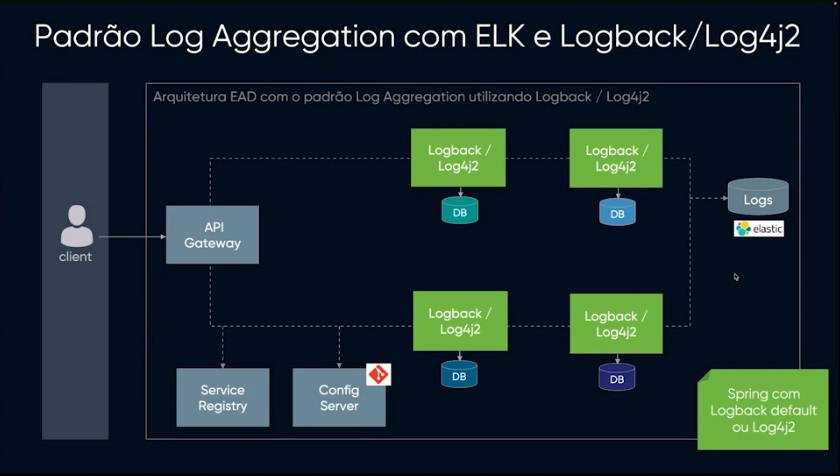 Padrão Log Aggregation com ELK e Logback/Log4j2
Arquitetura EAD com o padrão Log Aggregation utilizando Logback / Log4j2
client
API
Gateway
Logback /
Log4j2
DB
Logback /
Log4j2
DB
Logs
elastic
Logback /
Log4j2
DB
Logback /
Log4j2
DB
Service
Registry
Config
Server
Spring com
Logback default
ou Log4j2